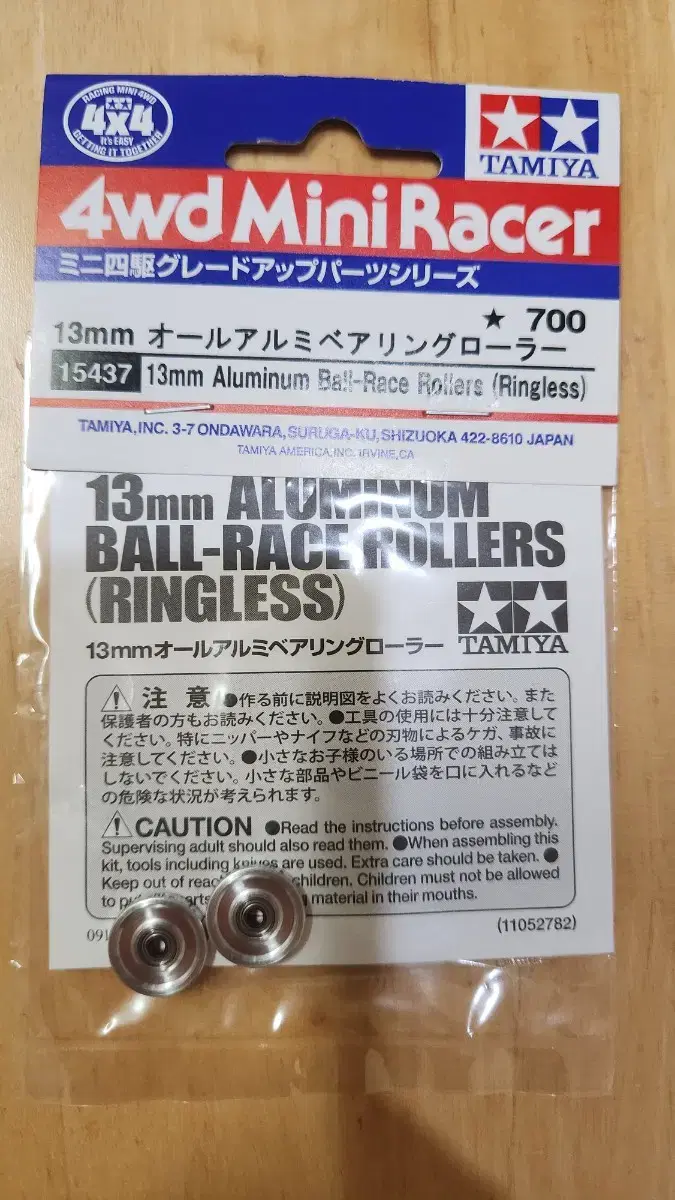 RACING MINI 4WD
4x4
It's EASY
GETTING IT TOGETHER
TAMIYA
4wd Mini Racer
ミニ四駆グレードアップパーツシリーズ
★ 700
13mm オールアルミベアリングローラー
15437 13mm Aluminum Ball-Race Rollers (Ringless)
TAMIYA,INC. 3-7 ONDAWARA,SURUGA-KU,SHIZUOKA 422-8610 JAPAN
TAMIYA AMERICA,INC. IRVINE,CA
13mm ALUMINUM
BALL-RACE ROLLERS
(RINGLESS)
TAMIYA
13mmオールアルミベアリングローラー
注 意 ●作る前に説明図をよくお読みください。また
保護者の方もお読みください。●工具の使用には十分注意して
ください。特にニッパーやナイフなどの刃物によるケガ、事故に
注意してください。●小さなお子様のいる場所での組み立ては
しないでください。小さな部品やビニール袋を口に入れるなど
の危険な状況が考えられます。
CAUTION ●Read the instructions before assembly.
Supervising adult should also read them. ●When assembling this
kit, tools including knives are used. Extra care should be taken. ●
Keep out of children. Children must not be allowed
to material in their mouths.
091
(11052782)